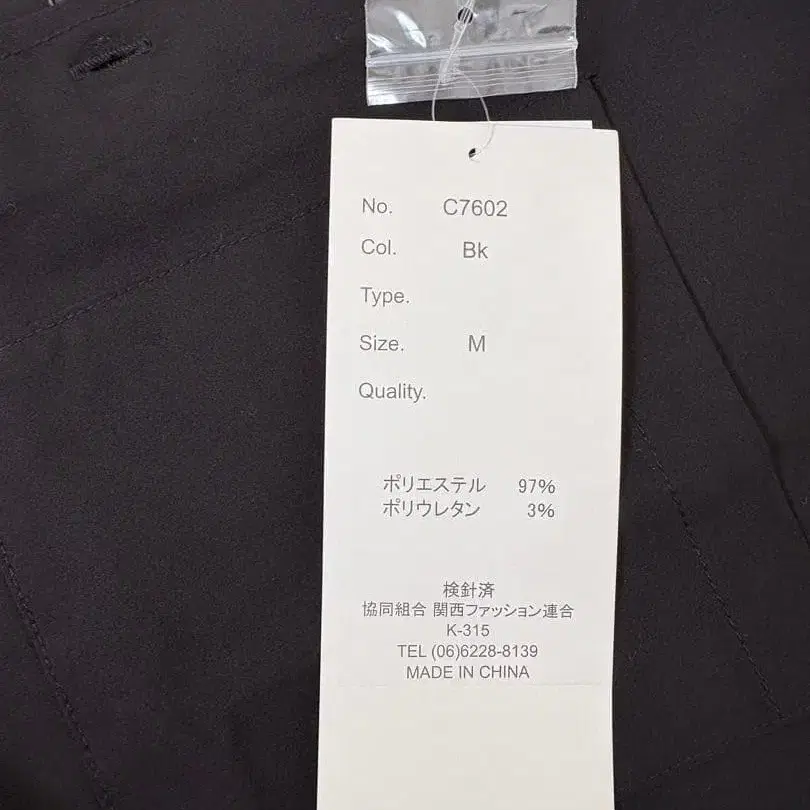 No. C7602
Col. Bk
Type.
Size. M
Quality.
ポリエステル 97%
ポリウレタン 3%
検針済
協同組合 関西ファッション連合
K-315
TEL (06)6228-8139
MADE IN CHINA